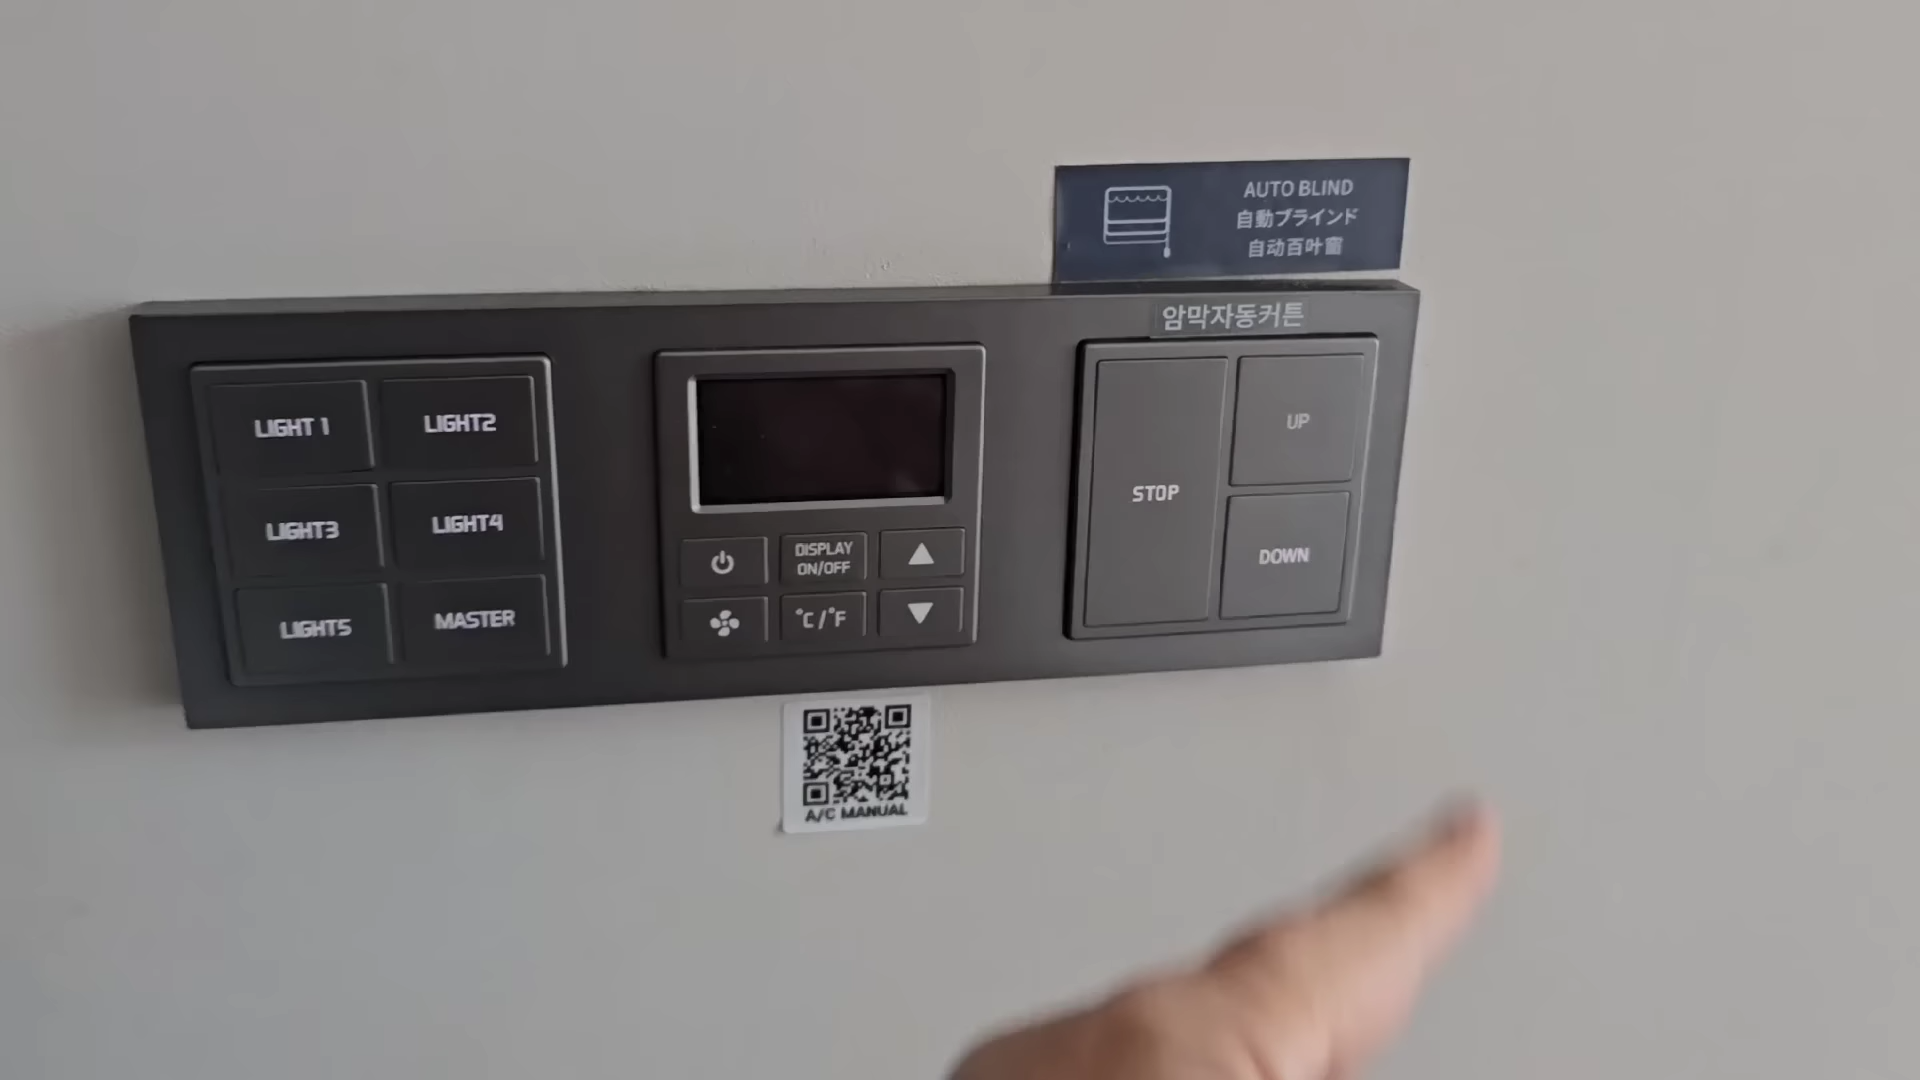 AUTO BLIND
自動ブラインド
自动百叶窗
암막자동커튼
LIGHT 1
LIGHT2
LIGHT3
LIGHT4
LIGHT5
MASTER
DISPLAY
ON/OFF
°C/°F
STOP
UP
DOWN
A/C MANUAL